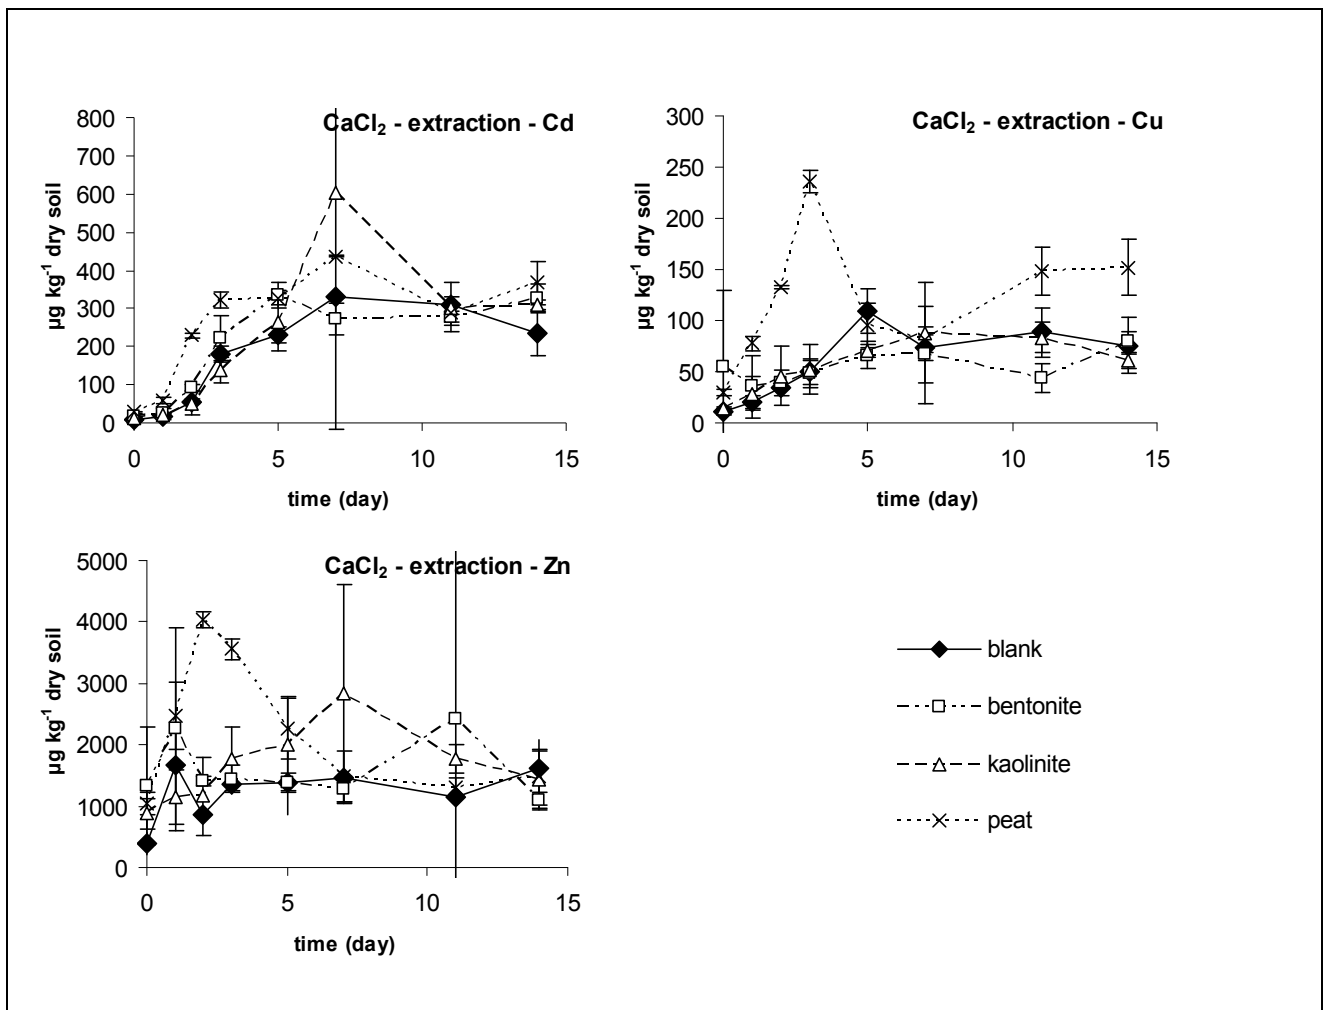 CaCl₂ - extraction - Cd
800
700
600
500
400
300
200
100
0
µg kg⁻¹ dry soil
0 5 10 15
time (day)
CaCl₂ - extraction - Cu
300
250
200
150
100
50
0
µg kg⁻¹ dry soil
0 5 10 15
time (day)
CaCl₂ - extraction - Zn
5000
4000
3000
2000
1000
0
µg kg⁻¹ dry soil
0 5 10 15
time (day)
blank
bentonite
kaolinite
peat